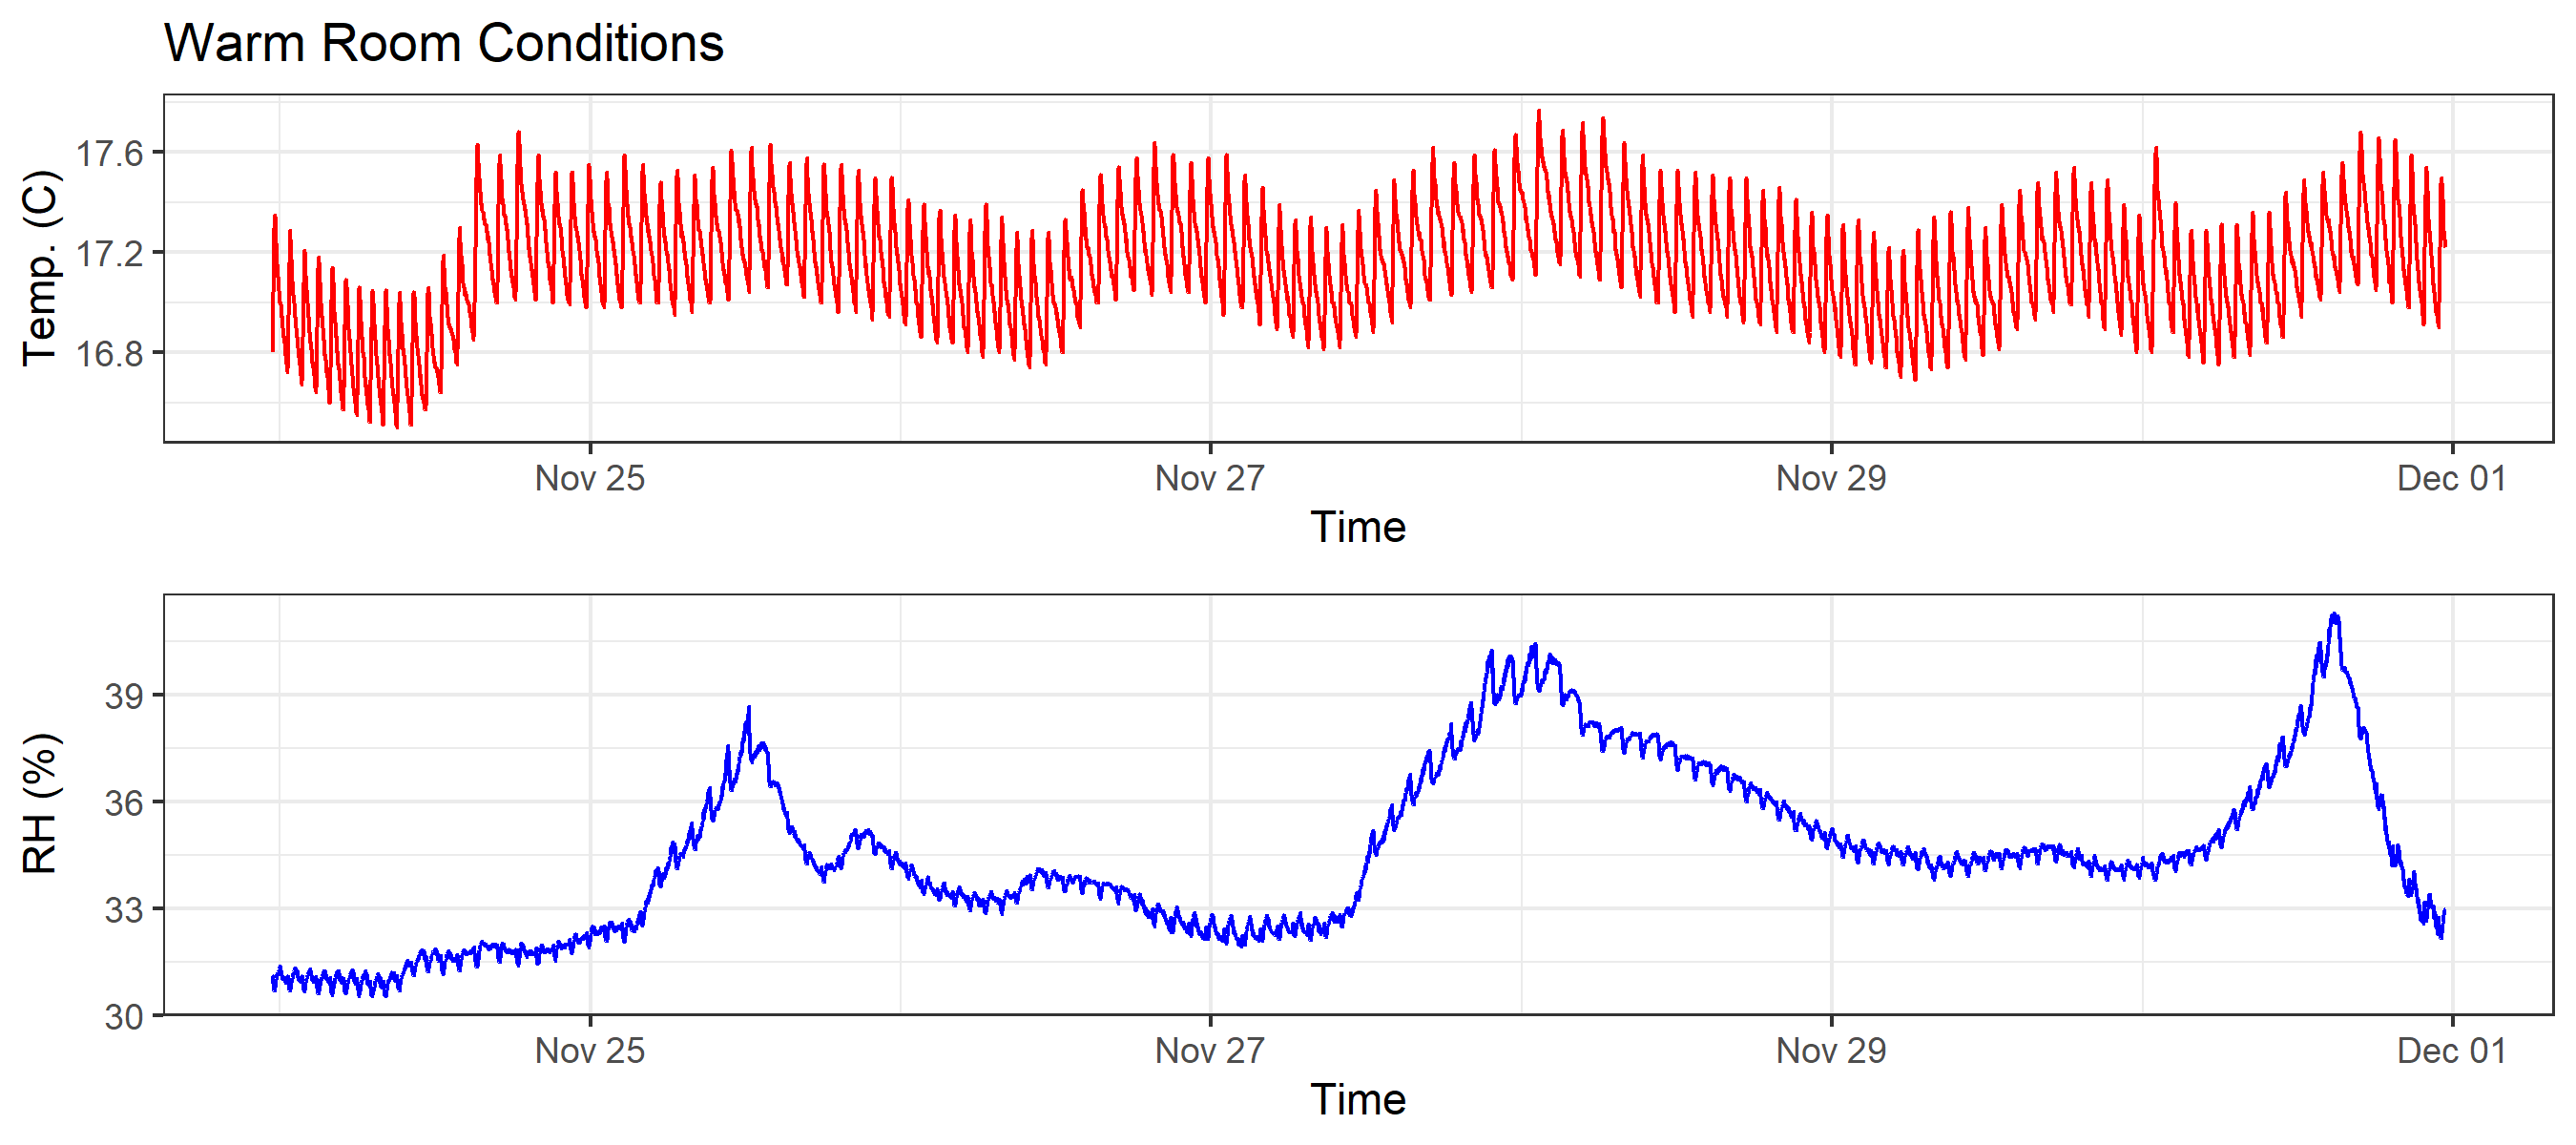 Warm Room Conditions
Temp. (C)
17.6
17.2
16.8
Nov 25 Nov 27 Nov 29 Dec 01
Time
RH (%)
39
36
33
30
Nov 25 Nov 27 Nov 29 Dec 01
Time